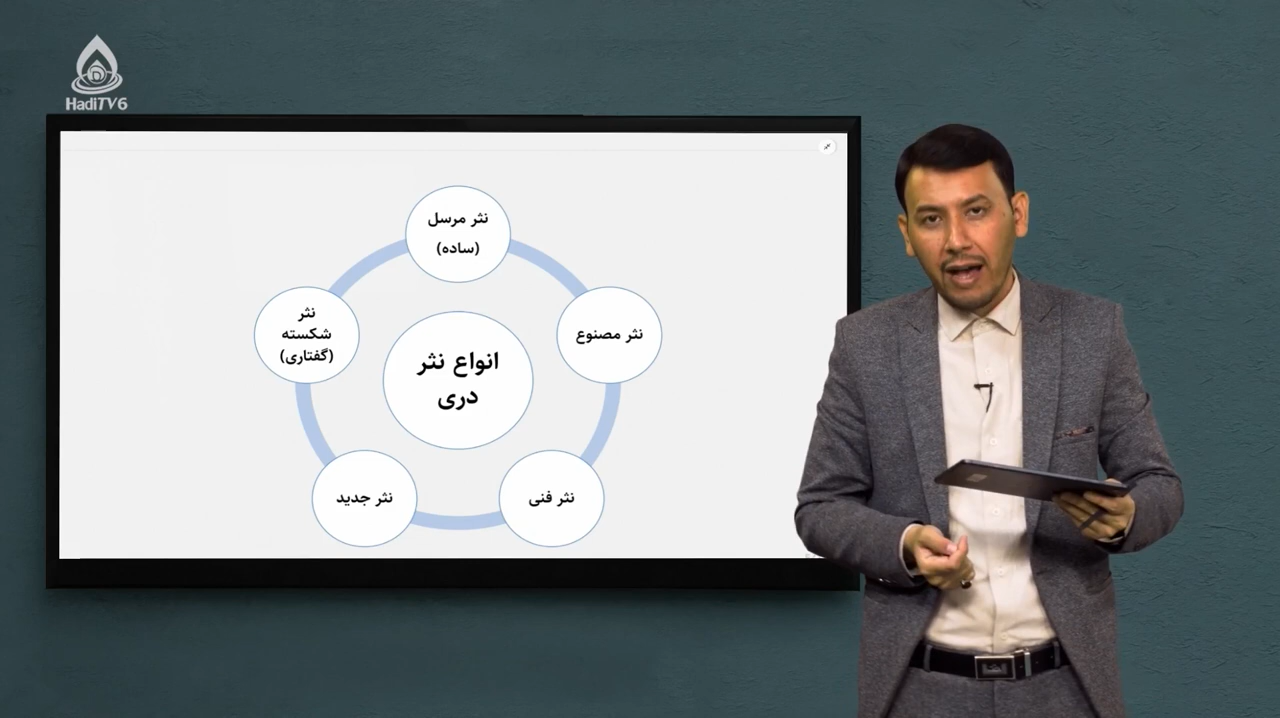 HadiTV6
نثر مرسل
(ساده)
نثر مصنوع
نثر فنی
نثر جدید
نثر
شکسته
(گفتاری)
انواع نثر
دری